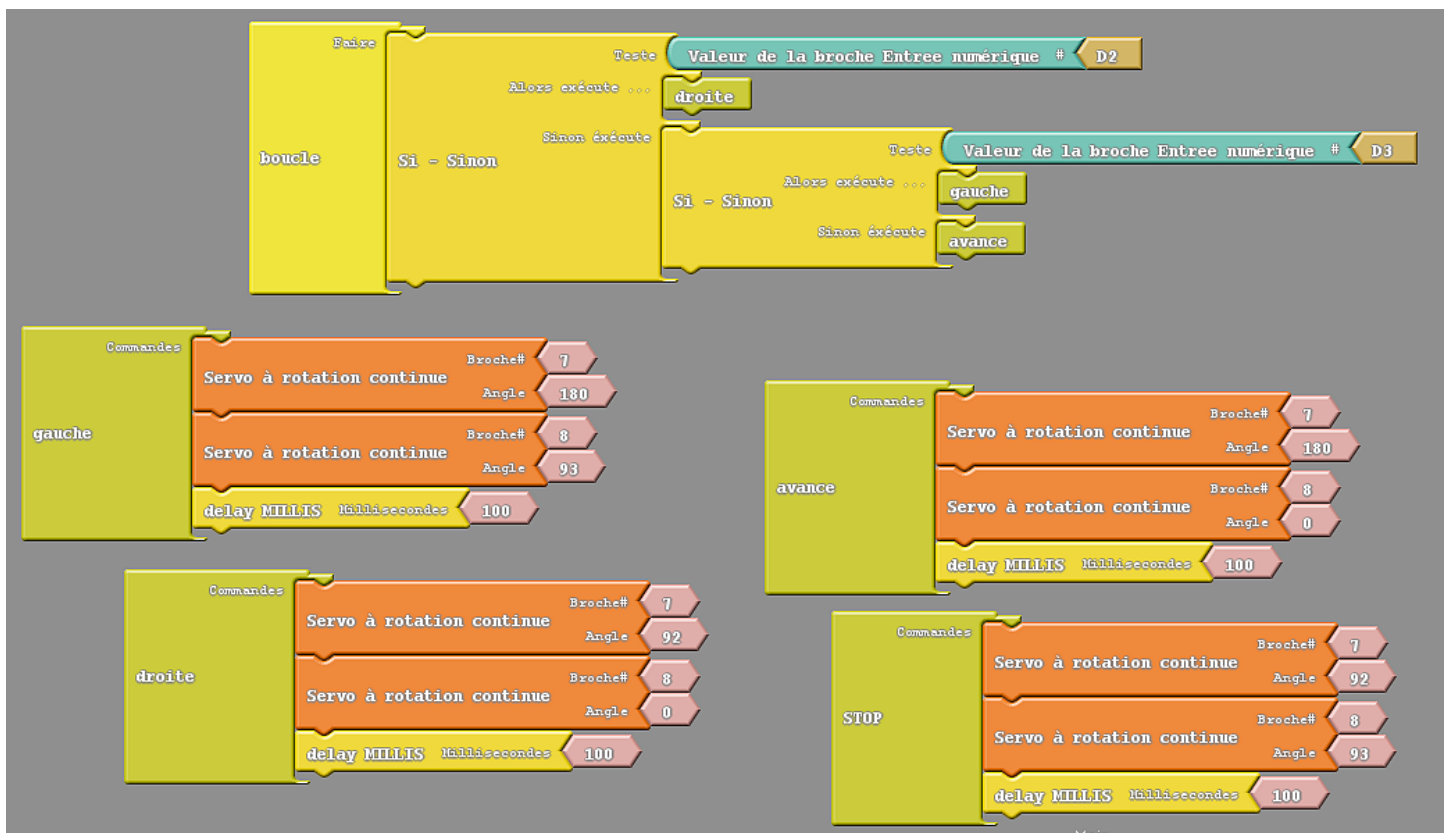 Faire
Teste Valeur de la broche Entree numérique # D2
Alors exécute ... droite
Sinon éxécute
boucle Si - Sinon
Teste Valeur de la broche Entree numérique # D3
Alors exécute ... gauche
Si - Sinon
Sinon éxécute avance
Commandes
Broche# 7
Servo à rotation continue
Angle 180
gauche
Broche# 8
Servo à rotation continue
Angle 93
delay MILLIS Millisecondes 100
Commandes
Broche# 7
Servo à rotation continue
Angle 180
avance
Broche# 8
Servo à rotation continue
Angle 0
delay MILLIS Millisecondes 100
Commandes
Broche# 7
Servo à rotation continue
Angle 92
droite
Broche# 8
Servo à rotation continue
Angle 0
delay MILLIS Millisecondes 100
Commandes
Broche# 7
Servo à rotation continue
Angle 92
STOP
Broche# 8
Servo à rotation continue
Angle 93
delay MILLIS Millisecondes 100